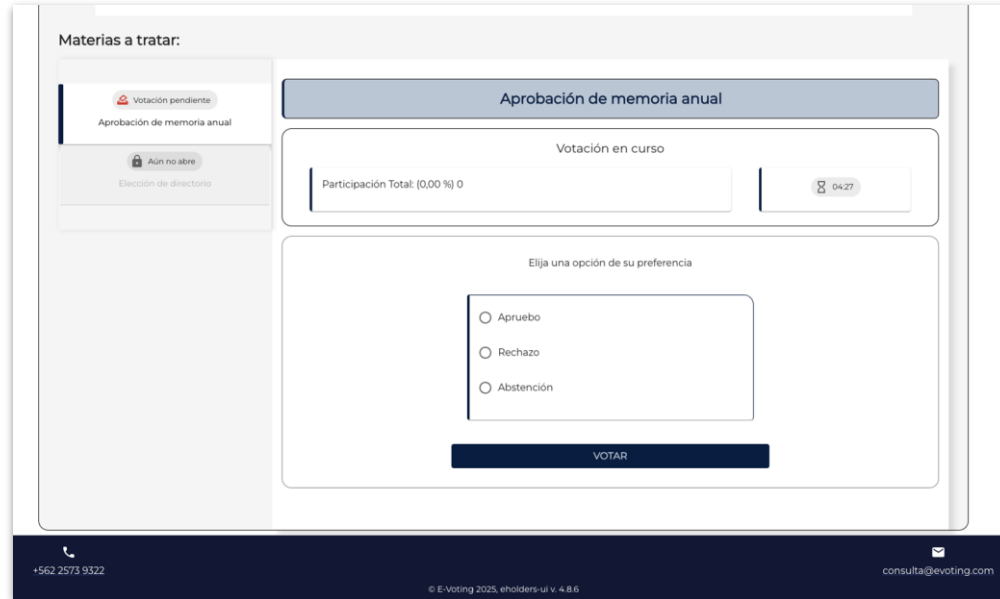 Materias a tratar:
Votación pendiente
Aprobación de memoria anual
Aún no abre
Elección de directorio
Aprobación de memoria anual
Votación en curso
Participación Total: (0,00 %) 0
04:27
Elija una opción de su preferencia
Apruebo
Rechazo
Abstención
VOTAR
+562 2573 9322
consulta@evoting.com
© E-Voting 2025, eholders-ui v. 4.8.6